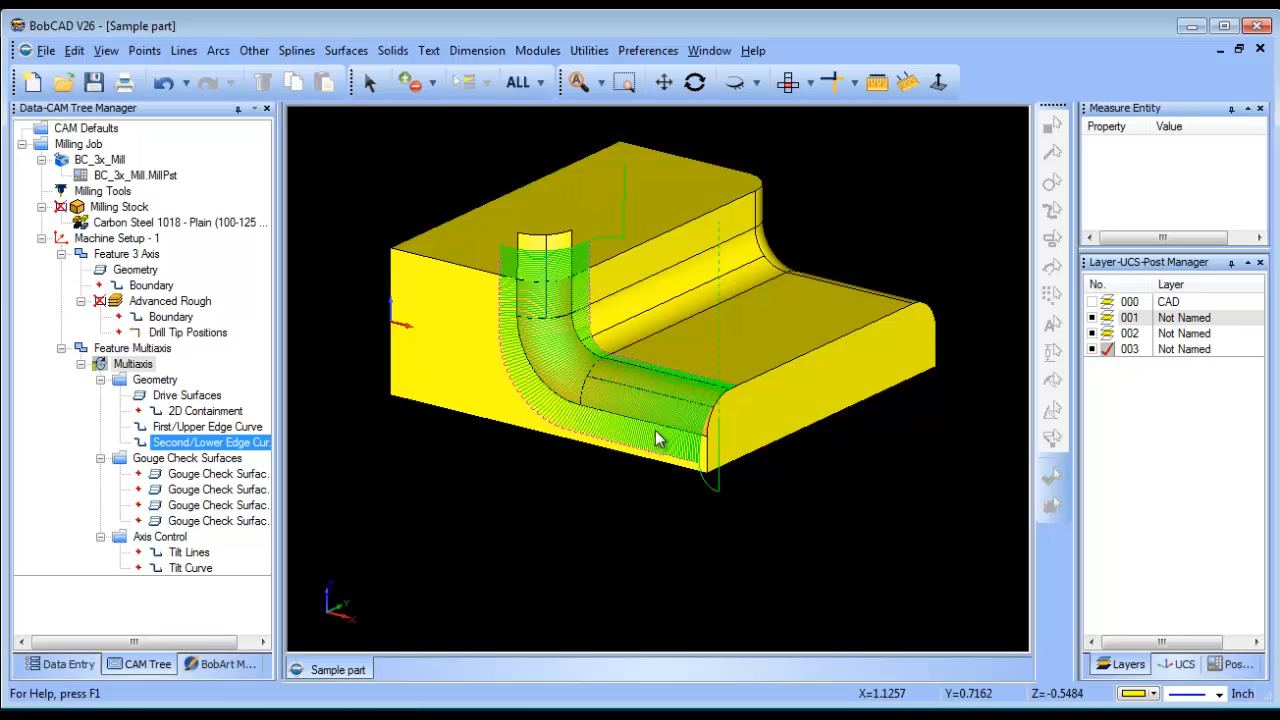 BobCAD V26 - [Sample part]
File Edit View Points Lines Arcs Other Splines Surfaces Solids Text Dimension Modules Utilities Preferences Window Help
ALL
Data-CAM Tree Manager
CAM Defaults
Milling Job
BC_3x_Mill
BC_3x_Mill.MillPst
Milling Tools
Milling Stock
Carbon Steel 1018 - Plain (100-125 ...
Machine Setup - 1
Feature 3 Axis
Geometry
Boundary
Advanced Rough
Boundary
Drill Tip Positions
Feature Multiaxis
Multiaxis
Geometry
Drive Surfaces
2D Containment
First/Upper Edge Curve
Second/Lower Edge Cur
Gouge Check Surfaces
Gouge Check Surfac.
Gouge Check Surfac.
Gouge Check Surfac.
Gouge Check Surfac.
Axis Control
Tilt Lines
Tilt Curve
Data Entry CAM Tree BobArt M...
Z Y X
Sample part
Measure Entity
Property Value
Layer-UCS-Post Manager
No. Layer
000 CAD
001 Not Named
002 Not Named
003 Not Named
Layers UCS Pos...
For Help, press F1 X=1.1257 Y=0.7162 Z=-0.5484 Inch